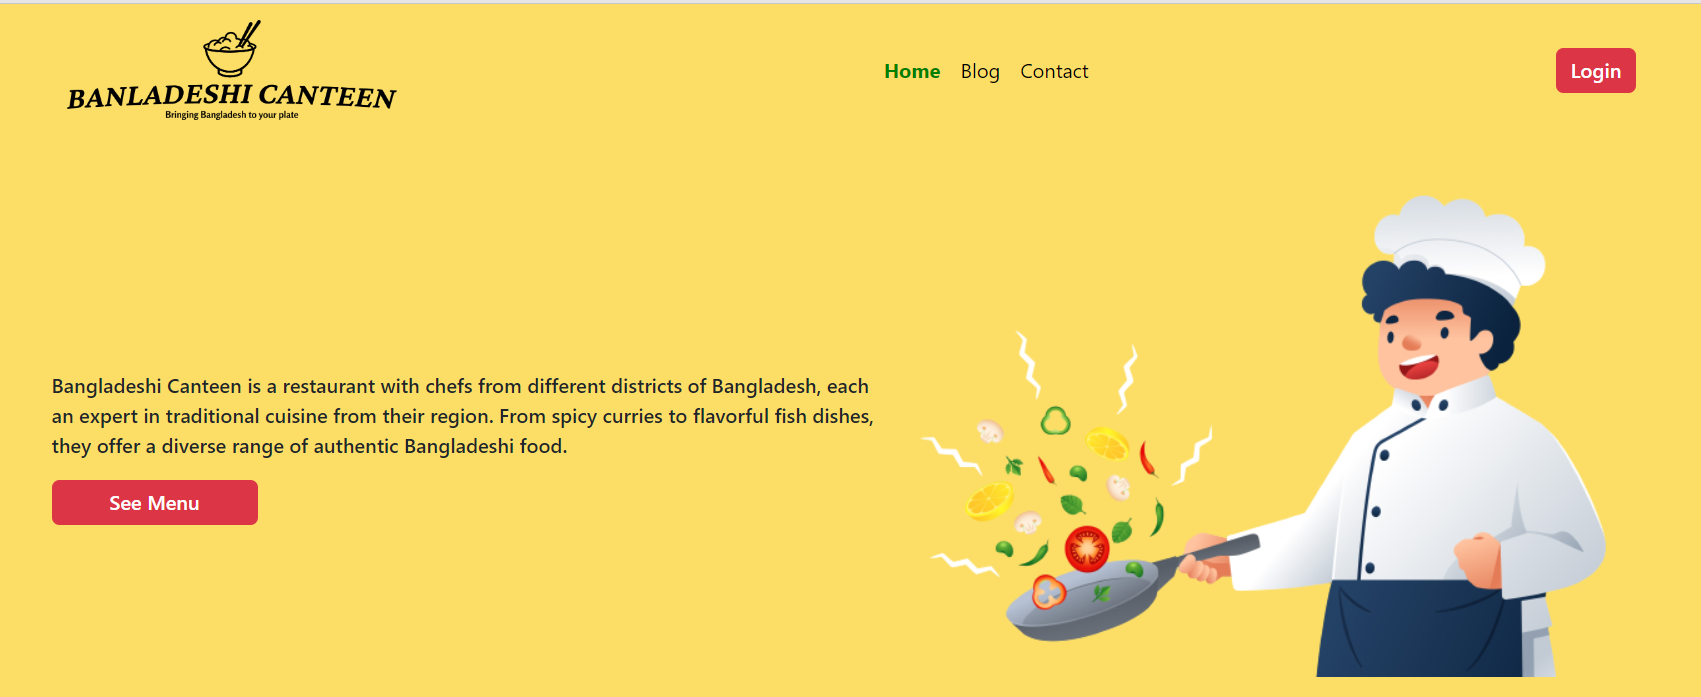 BANLADESHI CANTEEN
Bringing Bangladesh to your plate
Home Blog Contact
Login
Bangladeshi Canteen is a restaurant with chefs from different districts of Bangladesh, each
an expert in traditional cuisine from their region. From spicy curries to flavorful fish dishes,
they offer a diverse range of authentic Bangladeshi food.
See Menu